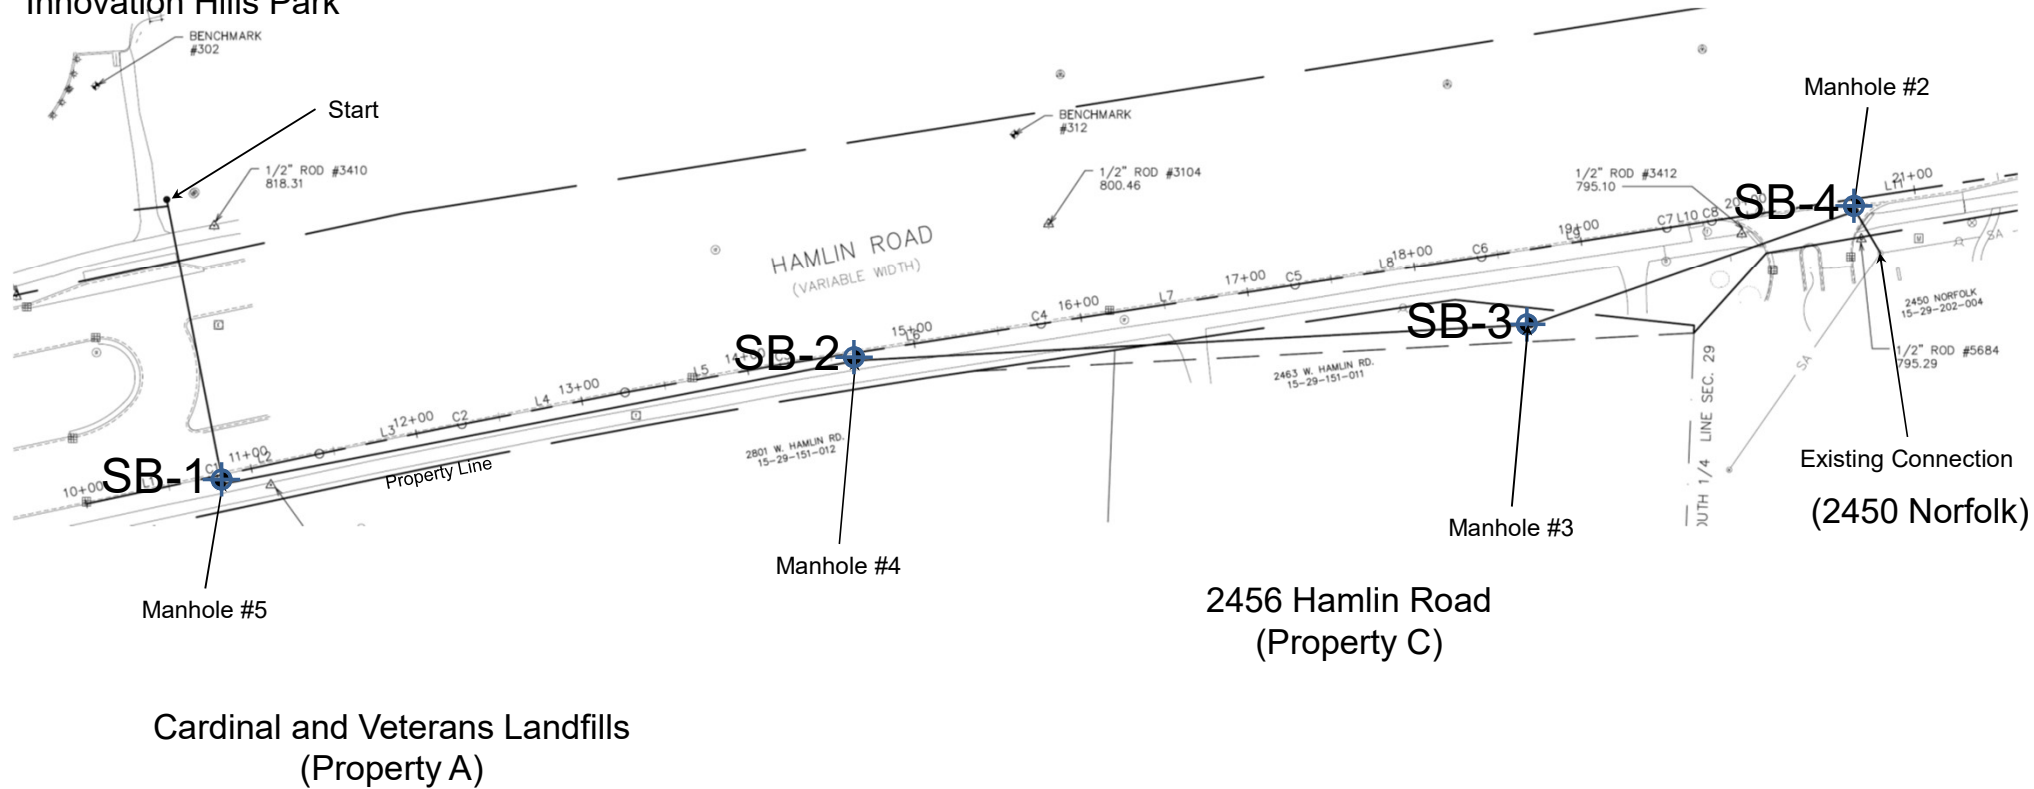 Innovation Hills Park
BENCHMARK
#302
Start
1/2" ROD #3410
818.31
BENCHMARK
#312
1/2" ROD #3104
800.46
Manhole #2
1/2" ROD #3412
795.10
SB-4
20+00
L11
21+00
HAMLIN ROAD
(VARIABLE WIDTH)
C7
L10
C8
19+00
L9
18+00
L8
C6
17+00
C5
L7
16+00
C4
15+00
L6
SB-3
SB-2
14+00
L5
13+00
L4
C2
12+00
L3
11+00
L2
C1
SB-1
10+00
L1
Property Line
2801 W. HAMLIN RD.
15-29-151-012
2463 W. HAMLIN RD.
15-29-151-011
2450 NORFOLK
15-29-202-004
1/2" ROD #5684
795.29
SA
SA
OUTH 1/4 LINE SEC. 29
Existing Connection
(2450 Norfolk)
Manhole #3
Manhole #4
Manhole #5
2456 Hamlin Road
(Property C)
Cardinal and Veterans Landfills
(Property A)